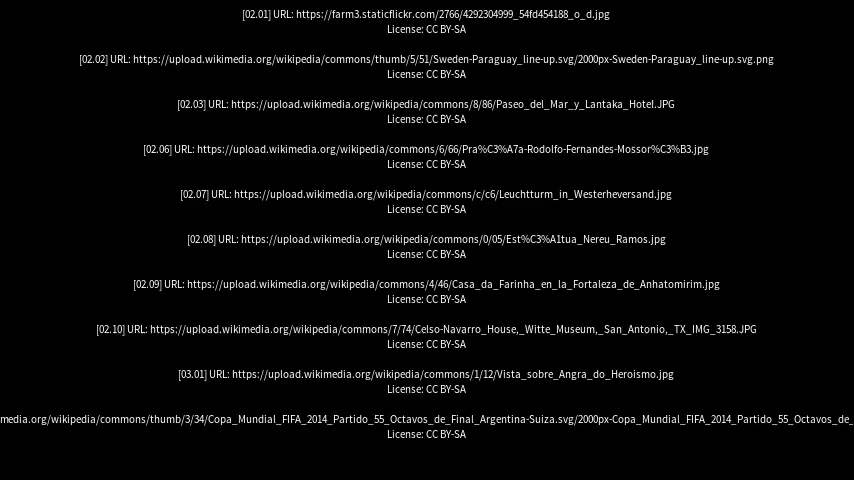 [02.01] URL: https://farm3.staticflickr.com/2766/4292304999_54fd454188_o_d.jpg
License: CC BY-SA
[02.02] URL: https://upload.wikimedia.org/wikipedia/commons/thumb/5/51/Sweden-Paraguay_line-up.svg/2000px-Sweden-Paraguay_line-up.svg.png
License: CC BY-SA
[02.03] URL: https://upload.wikimedia.org/wikipedia/commons/8/86/Paseo_del_Mar_y_Lantaka_Hotel.JPG
License: CC BY-SA
[02.06] URL: https://upload.wikimedia.org/wikipedia/commons/6/66/Pra%C3%A7a-Rodolfo-Fernandes-Mossor%C3%B3.jpg
License: CC BY-SA
[02.07] URL: https://upload.wikimedia.org/wikipedia/commons/c/c6/Leuchtturm_in_Westerheversand.jpg
License: CC BY-SA
[02.08] URL: https://upload.wikimedia.org/wikipedia/commons/0/05/Est%C3%A1tua_Nereu_Ramos.jpg
License: CC BY-SA
[02.09] URL: https://upload.wikimedia.org/wikipedia/commons/4/46/Casa_da_Farinha_en_la_Fortaleza_de_Anhatomirim.jpg
License: CC BY-SA
[02.10] URL: https://upload.wikimedia.org/wikipedia/commons/7/74/Celso-Navarro_House,_Witte_Museum,_San_Antonio,_TX_IMG_3158.JPG
License: CC BY-SA
[03.01] URL: https://upload.wikimedia.org/wikipedia/commons/1/12/Vista_sobre_Angra_do_Heroismo.jpg
License: CC BY-SA
media.org/wikipedia/commons/thumb/3/34/Copa_Mundial_FIFA_2014_Partido_55_Octavos_de_Final_Argentina-Suiza.svg/2000px-Copa_Mundial_FIFA_2014_Partido_55_Octavos_de_
License: CC BY-SA